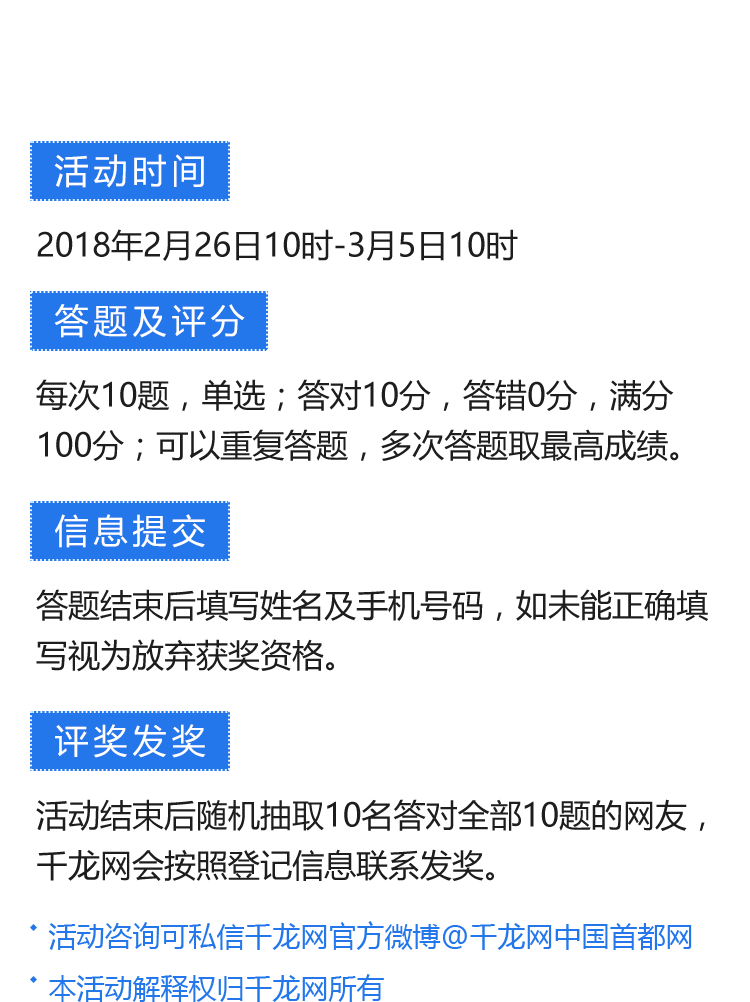 活动时间
2018年2月26日10时-3月5日10时
答题及评分
每次10题，单选；答对10分，答错0分，满分
100分；可以重复答题，多次答题取最高成绩。
信息提交
答题结束后填写姓名及手机号码，如未能正确填
写视为放弃获奖资格。
评奖发奖
活动结束后随机抽取10名答对全部10题的网友，
千龙网会按照登记信息联系发奖。
活动咨询可私信千龙网官方微博@千龙网中国首都网
本活动解释权归千龙网所有